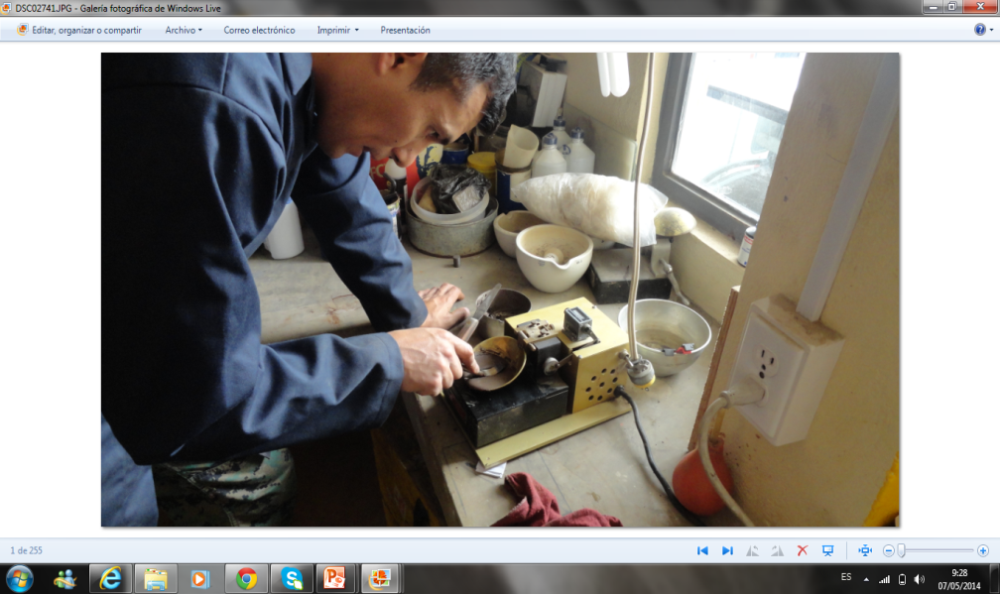 DSC02741.JPG - Galería fotográfica de Windows Live
Editar, organizar o compartir Archivo Correo electrónico Imprimir Presentación
1 de 255
ES 9:28
07/05/2014